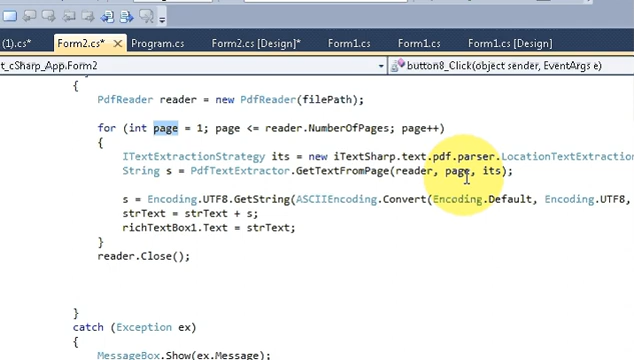 (1).cs* Form2.cs* Program.cs Form2.cs [Design]* Form1.cs Form1.cs Form1.cs [Design]
t_cSharp_App.Form2 button8_Click(object sender, EventArgs e)
{
PdfReader reader = new PdfReader(filePath);
for (int page = 1; page <= reader.NumberOfPages; page++)
{
ITextExtractionStrategy its = new iTextSharp.text.pdf.parser.LocationTextExtraction
String s = PdfTextExtractor.GetTextFromPage(reader, page, its);
s = Encoding.UTF8.GetString(ASCIIEncoding.Convert(Encoding.Default, Encoding.UTF8,
strText = strText + s;
richTextBox1.Text = strText;
}
reader.Close();
}
catch (Exception ex)
{
MessageBox.Show(ex.Message);